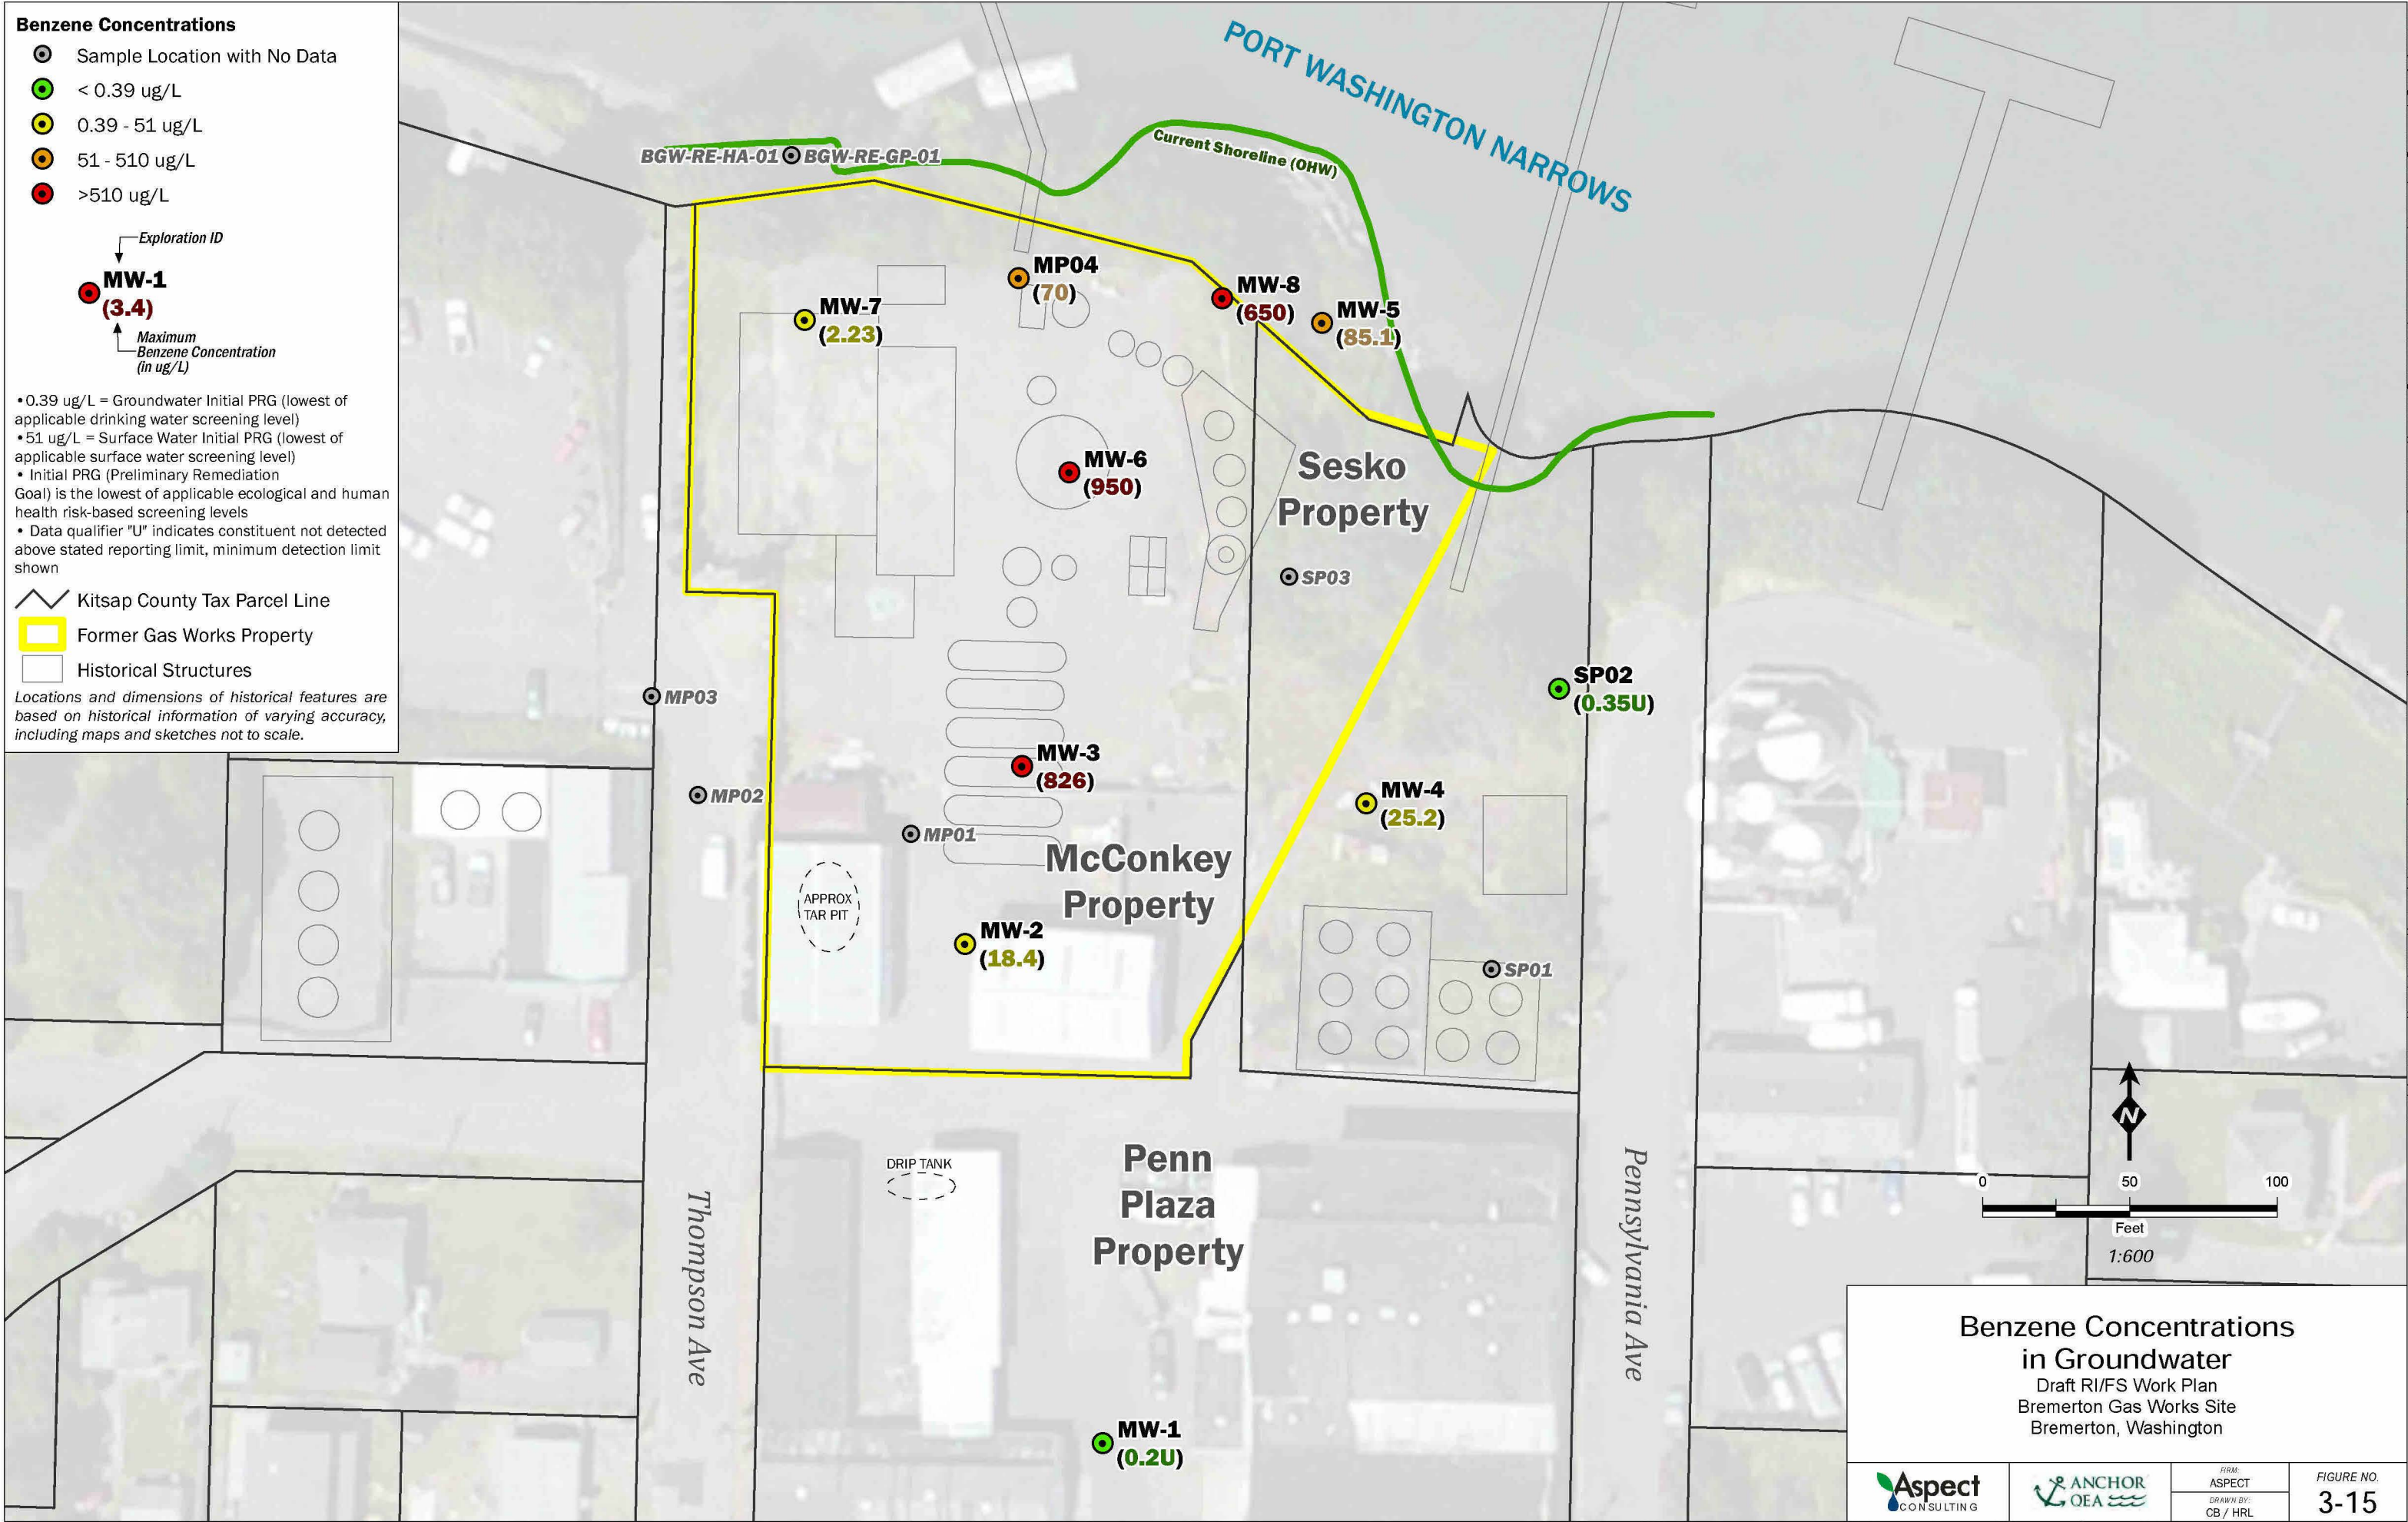 Benzene Concentrations
Sample Location with No Data
< 0.39 ug/L
0.39 - 51 ug/L
51 - 510 ug/L
>510 ug/L
Exploration ID
MW-1
(3.4)
Maximum
Benzene Concentration
(in ug/L)
•0.39 ug/L = Groundwater Initial PRG (lowest of
applicable drinking water screening level)
•51 ug/L = Surface Water Initial PRG (lowest of
applicable surface water screening level)
• Initial PRG (Preliminary Remediation
Goal) is the lowest of applicable ecological and human
health risk-based screening levels
• Data qualifier "U" indicates constituent not detected
above stated reporting limit, minimum detection limit
shown
Kitsap County Tax Parcel Line
Former Gas Works Property
Historical Structures
Locations and dimensions of historical features are
based on historical information of varying accuracy,
including maps and sketches not to scale.
PORT WASHINGTON NARROWS
Current Shoreline (OHW)
BGW-RE-HA-01
BGW-RE-GP-01
MP04
(70)
MW-8
(650)
MW-7
(2.23)
MW-5
(85.1)
MW-6
(950)
Sesko
Property
SP03
SP02
(0.35U)
MP03
MW-3
(826)
MP02
MW-4
(25.2)
MP01
McConkey
Property
APPROX
TAR PIT
MW-2
(18.4)
SP01
DRIP TANK
Penn
Plaza
Property
Thompson Ave
Pennsylvania Ave
MW-1
(0.2U)
N
0 50 100
Feet
1:600
Benzene Concentrations
in Groundwater
Draft RI/FS Work Plan
Bremerton Gas Works Site
Bremerton, Washington
Aspect
CONSULTING
ANCHOR
QEA
FIRM:
ASPECT
DRAWN BY:
CB / HRL
FIGURE NO.
3-15